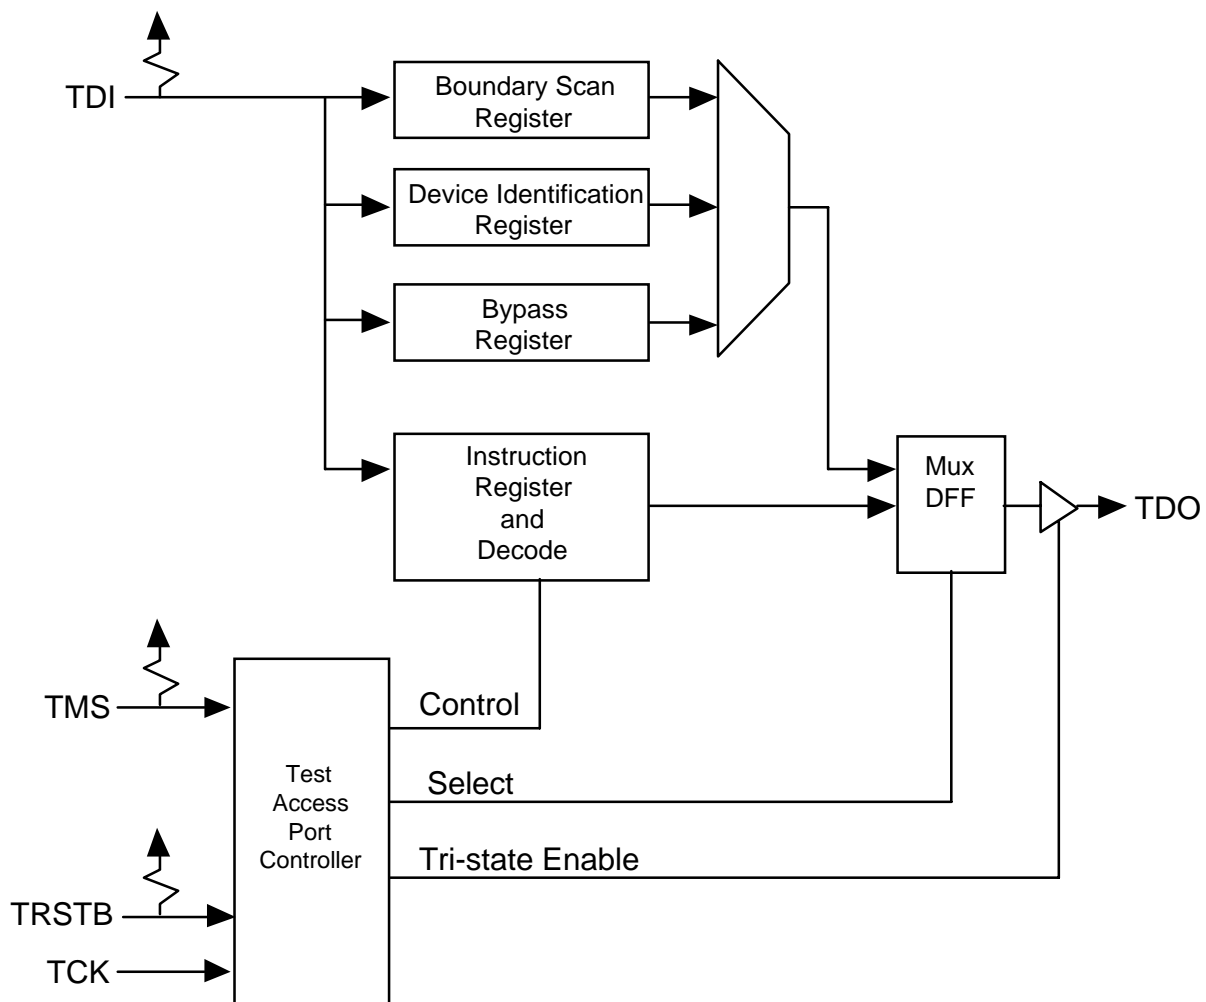 TDI
Boundary Scan
Register
Device Identification
Register
Bypass
Register
Instruction
Register
and
Decode
Mux
DFF
TDO
TMS
Control
Test
Access
Port
Controller
Select
Tri-state Enable
TRSTB
TCK